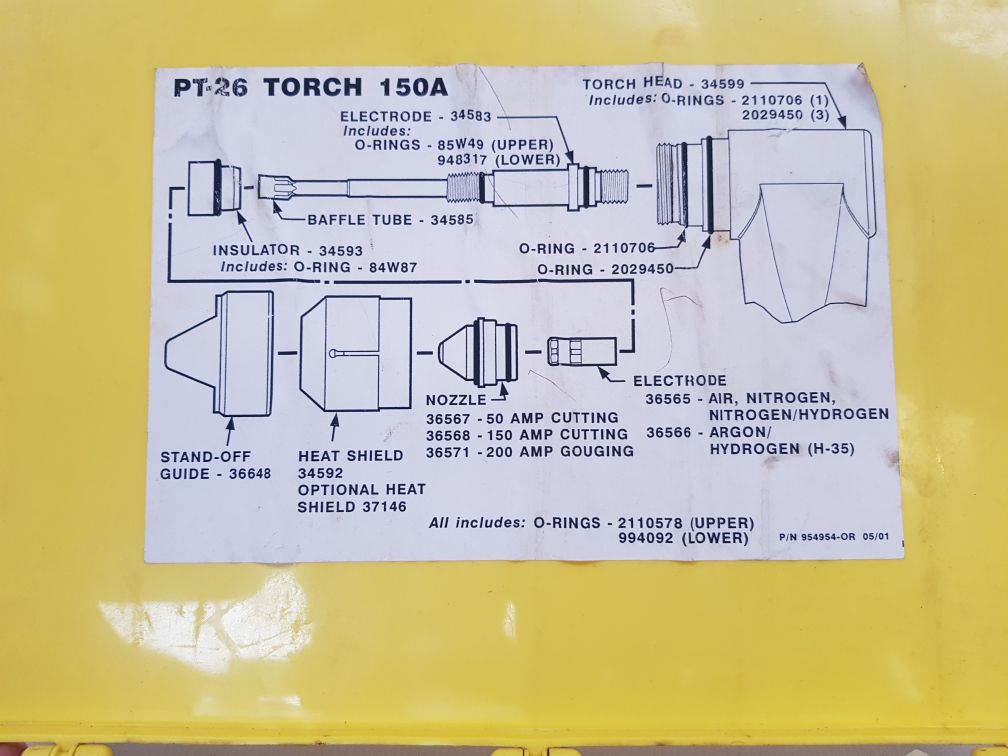 PT-26 TORCH 150A
TORCH HEAD - 34599
Includes: O-RINGS - 2110706 (1)
2029450 (3)
ELECTRODE - 34583
Includes:
O-RINGS - 85W49 (UPPER)
948317 (LOWER)
BAFFLE TUBE - 34585
INSULATOR - 34593
Includes: O-RING - 84W87
O-RING - 2110706
O-RING - 2029450
STAND-OFF
GUIDE - 36648
HEAT SHIELD
34592
OPTIONAL HEAT
SHIELD 37146
NOZZLE
36567 - 50 AMP CUTTING
36568 - 150 AMP CUTTING
36571 - 200 AMP GOUGING
ELECTRODE
36565 - AIR, NITROGEN,
NITROGEN/HYDROGEN
36566 - ARGON/
HYDROGEN (H-35)
All includes: O-RINGS - 2110578 (UPPER)
994092 (LOWER)
P/N 954954-OR 05/01